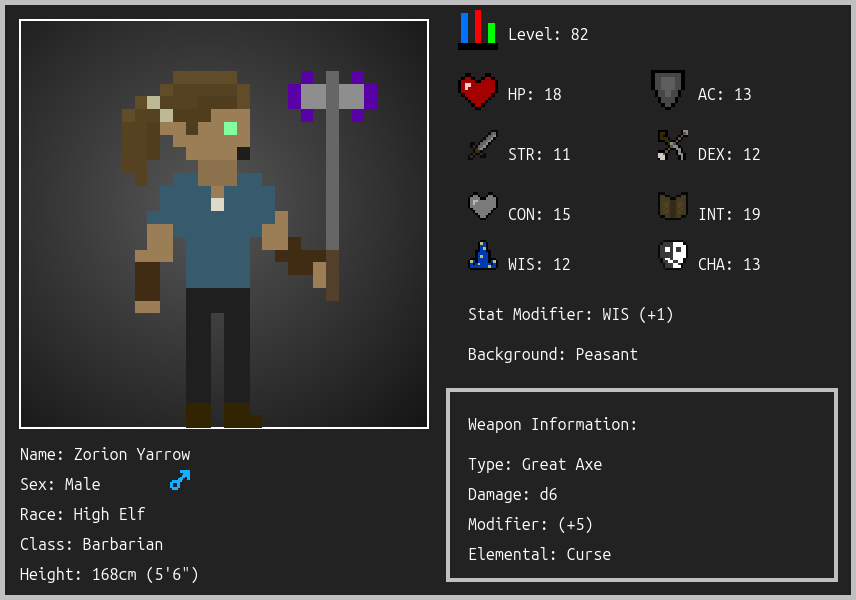 Level: 82
HP: 18
AC: 13
STR: 11
DEX: 12
CON: 15
INT: 19
WIS: 12
CHA: 13
Stat Modifier: WIS (+1)
Background: Peasant
Weapon Information:
Type: Great Axe
Damage: d6
Modifier: (+5)
Elemental: Curse
Name: Zorion Yarrow
Sex: Male
Race: High Elf
Class: Barbarian
Height: 168cm (5'6")